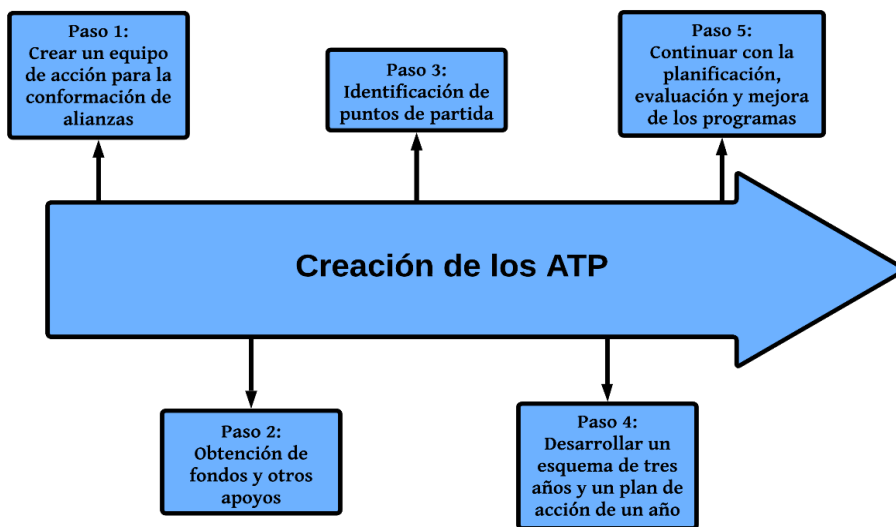 Paso 1:
Crear un equipo
de acción para la
conformación de
alianzas
Paso 3:
Identificación de
puntos de partida
Paso 5:
Continuar con la
planificación,
evaluación y mejora
de los programas
Creación de los ATP
Paso 2:
Obtención de
fondos y otros
apoyos
Paso 4:
Desarrollar un
esquema de tres
años y un plan de
acción de un año